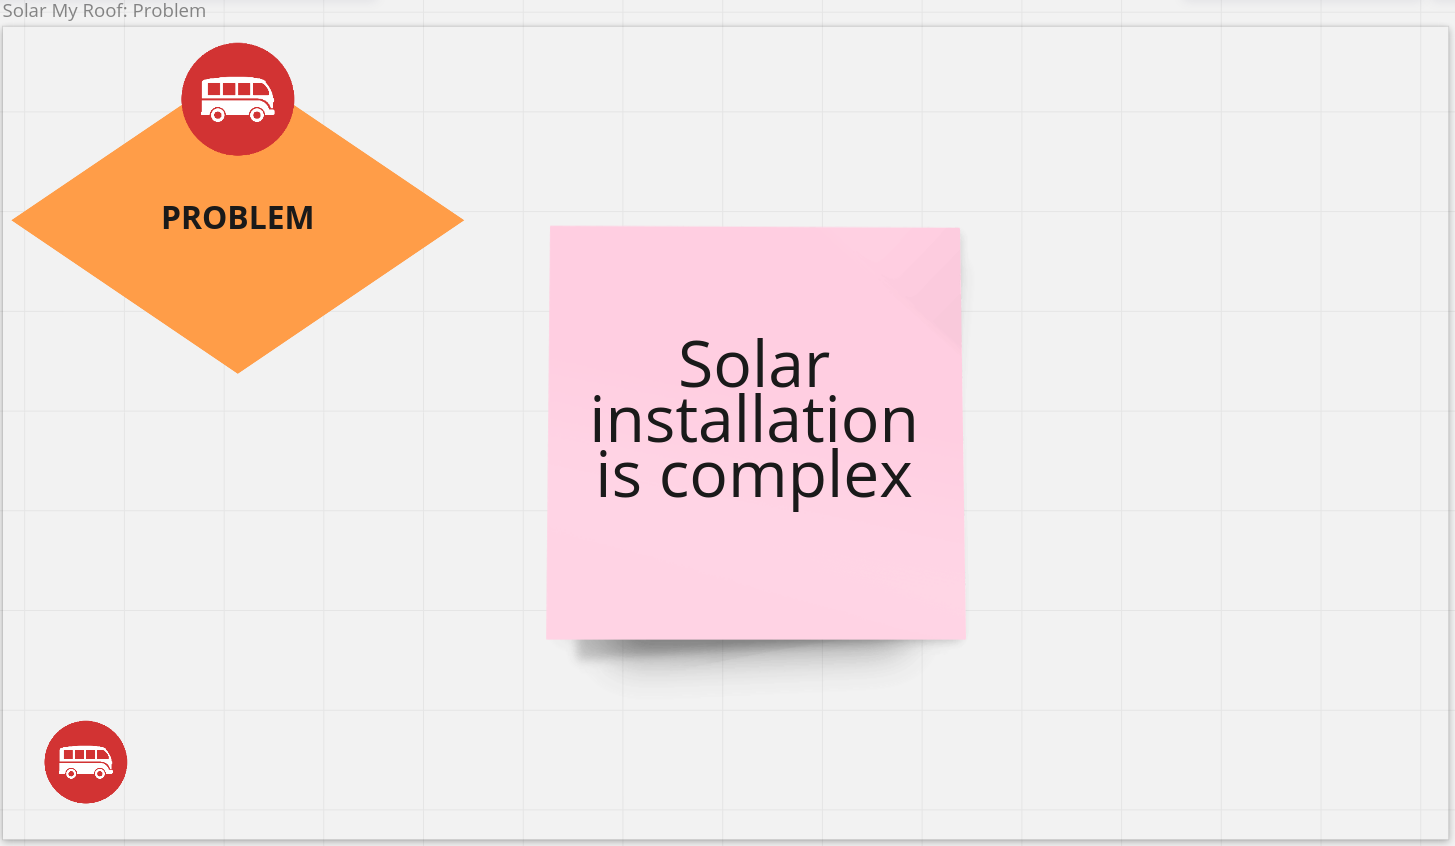 Solar My Roof: Problem
PROBLEM
Solar
installation
is complex